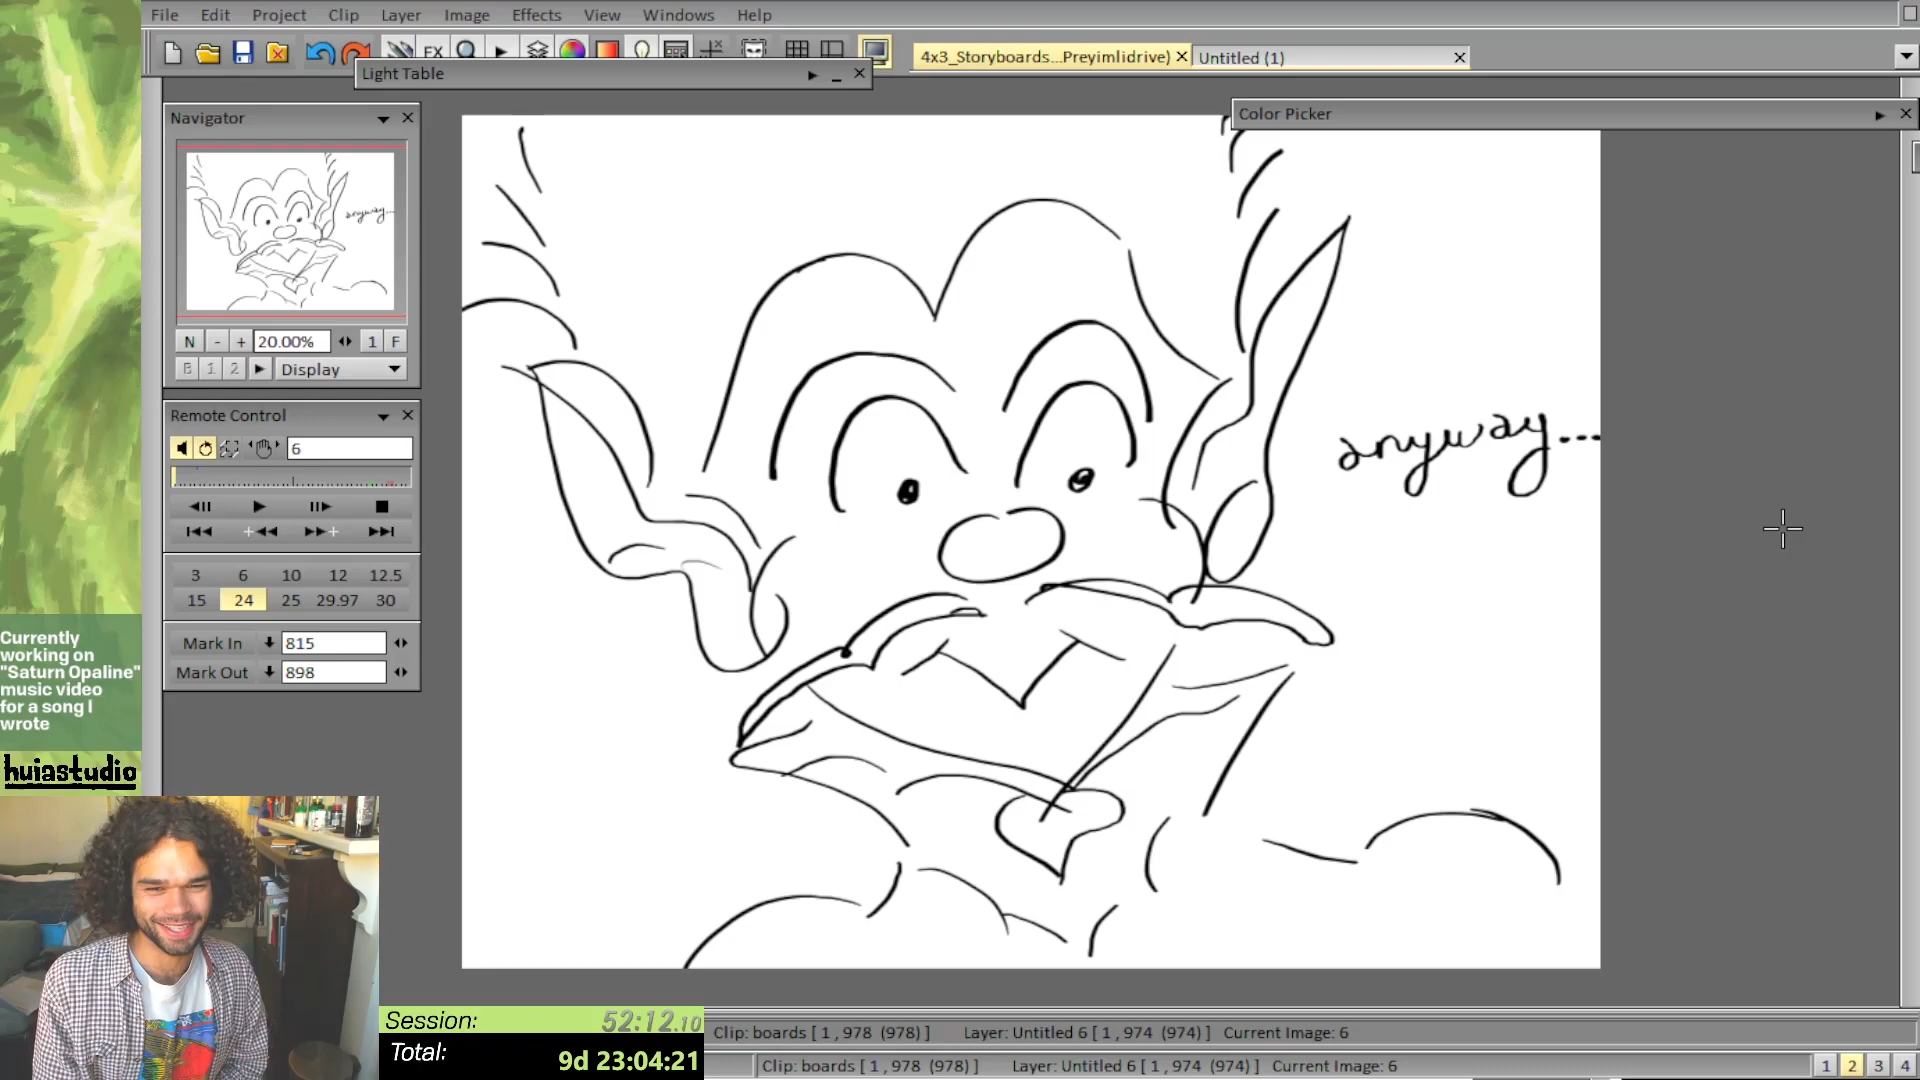 File Edit Project Clip Layer Image Effects View Windows Help
FX
4x3_Storyboards...Preyimlidrive)
Untitled (1)
Light Table
Color Picker
Navigator
N - + 20.00% 1 F
B 1 2 Display
Remote Control
6
3 6 10 12 12.5
15 24 25 29.97 30
Mark In 815
Mark Out 898
anyway...
Currently
working on
"Saturn Opaline"
music video
for a song I
wrote
huiastudio
Session: 52:12.10
Total: 9d 23:04:21
Clip: boards [ 1 , 978 (978) ] Layer: Untitled 6 [ 1 , 974 (974) ] Current Image: 6
Clip: boards [ 1 , 978 (978) ] Layer: Untitled 6 [ 1 , 974 (974) ] Current Image: 6
1 2 3 4